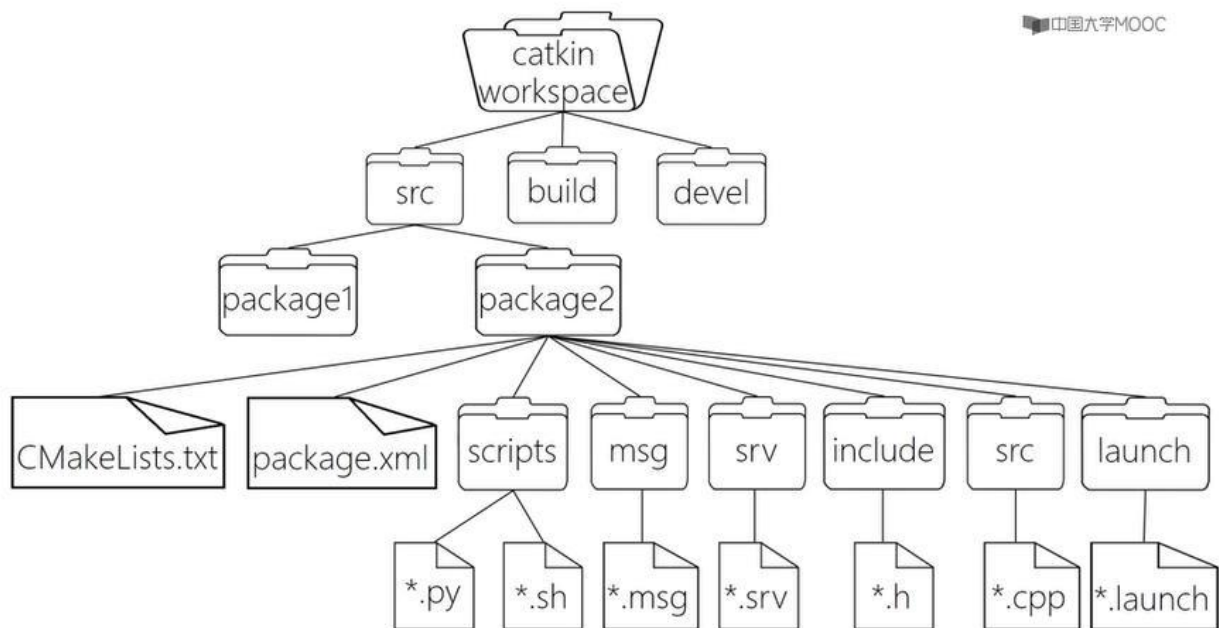 中国大学MOOC
catkin
workspace
src
build
devel
package1
package2
CMakeLists.txt
package.xml
scripts
msg
srv
include
src
launch
*.py
*.sh
*.msg
*.srv
*.h
*.cpp
*.launch